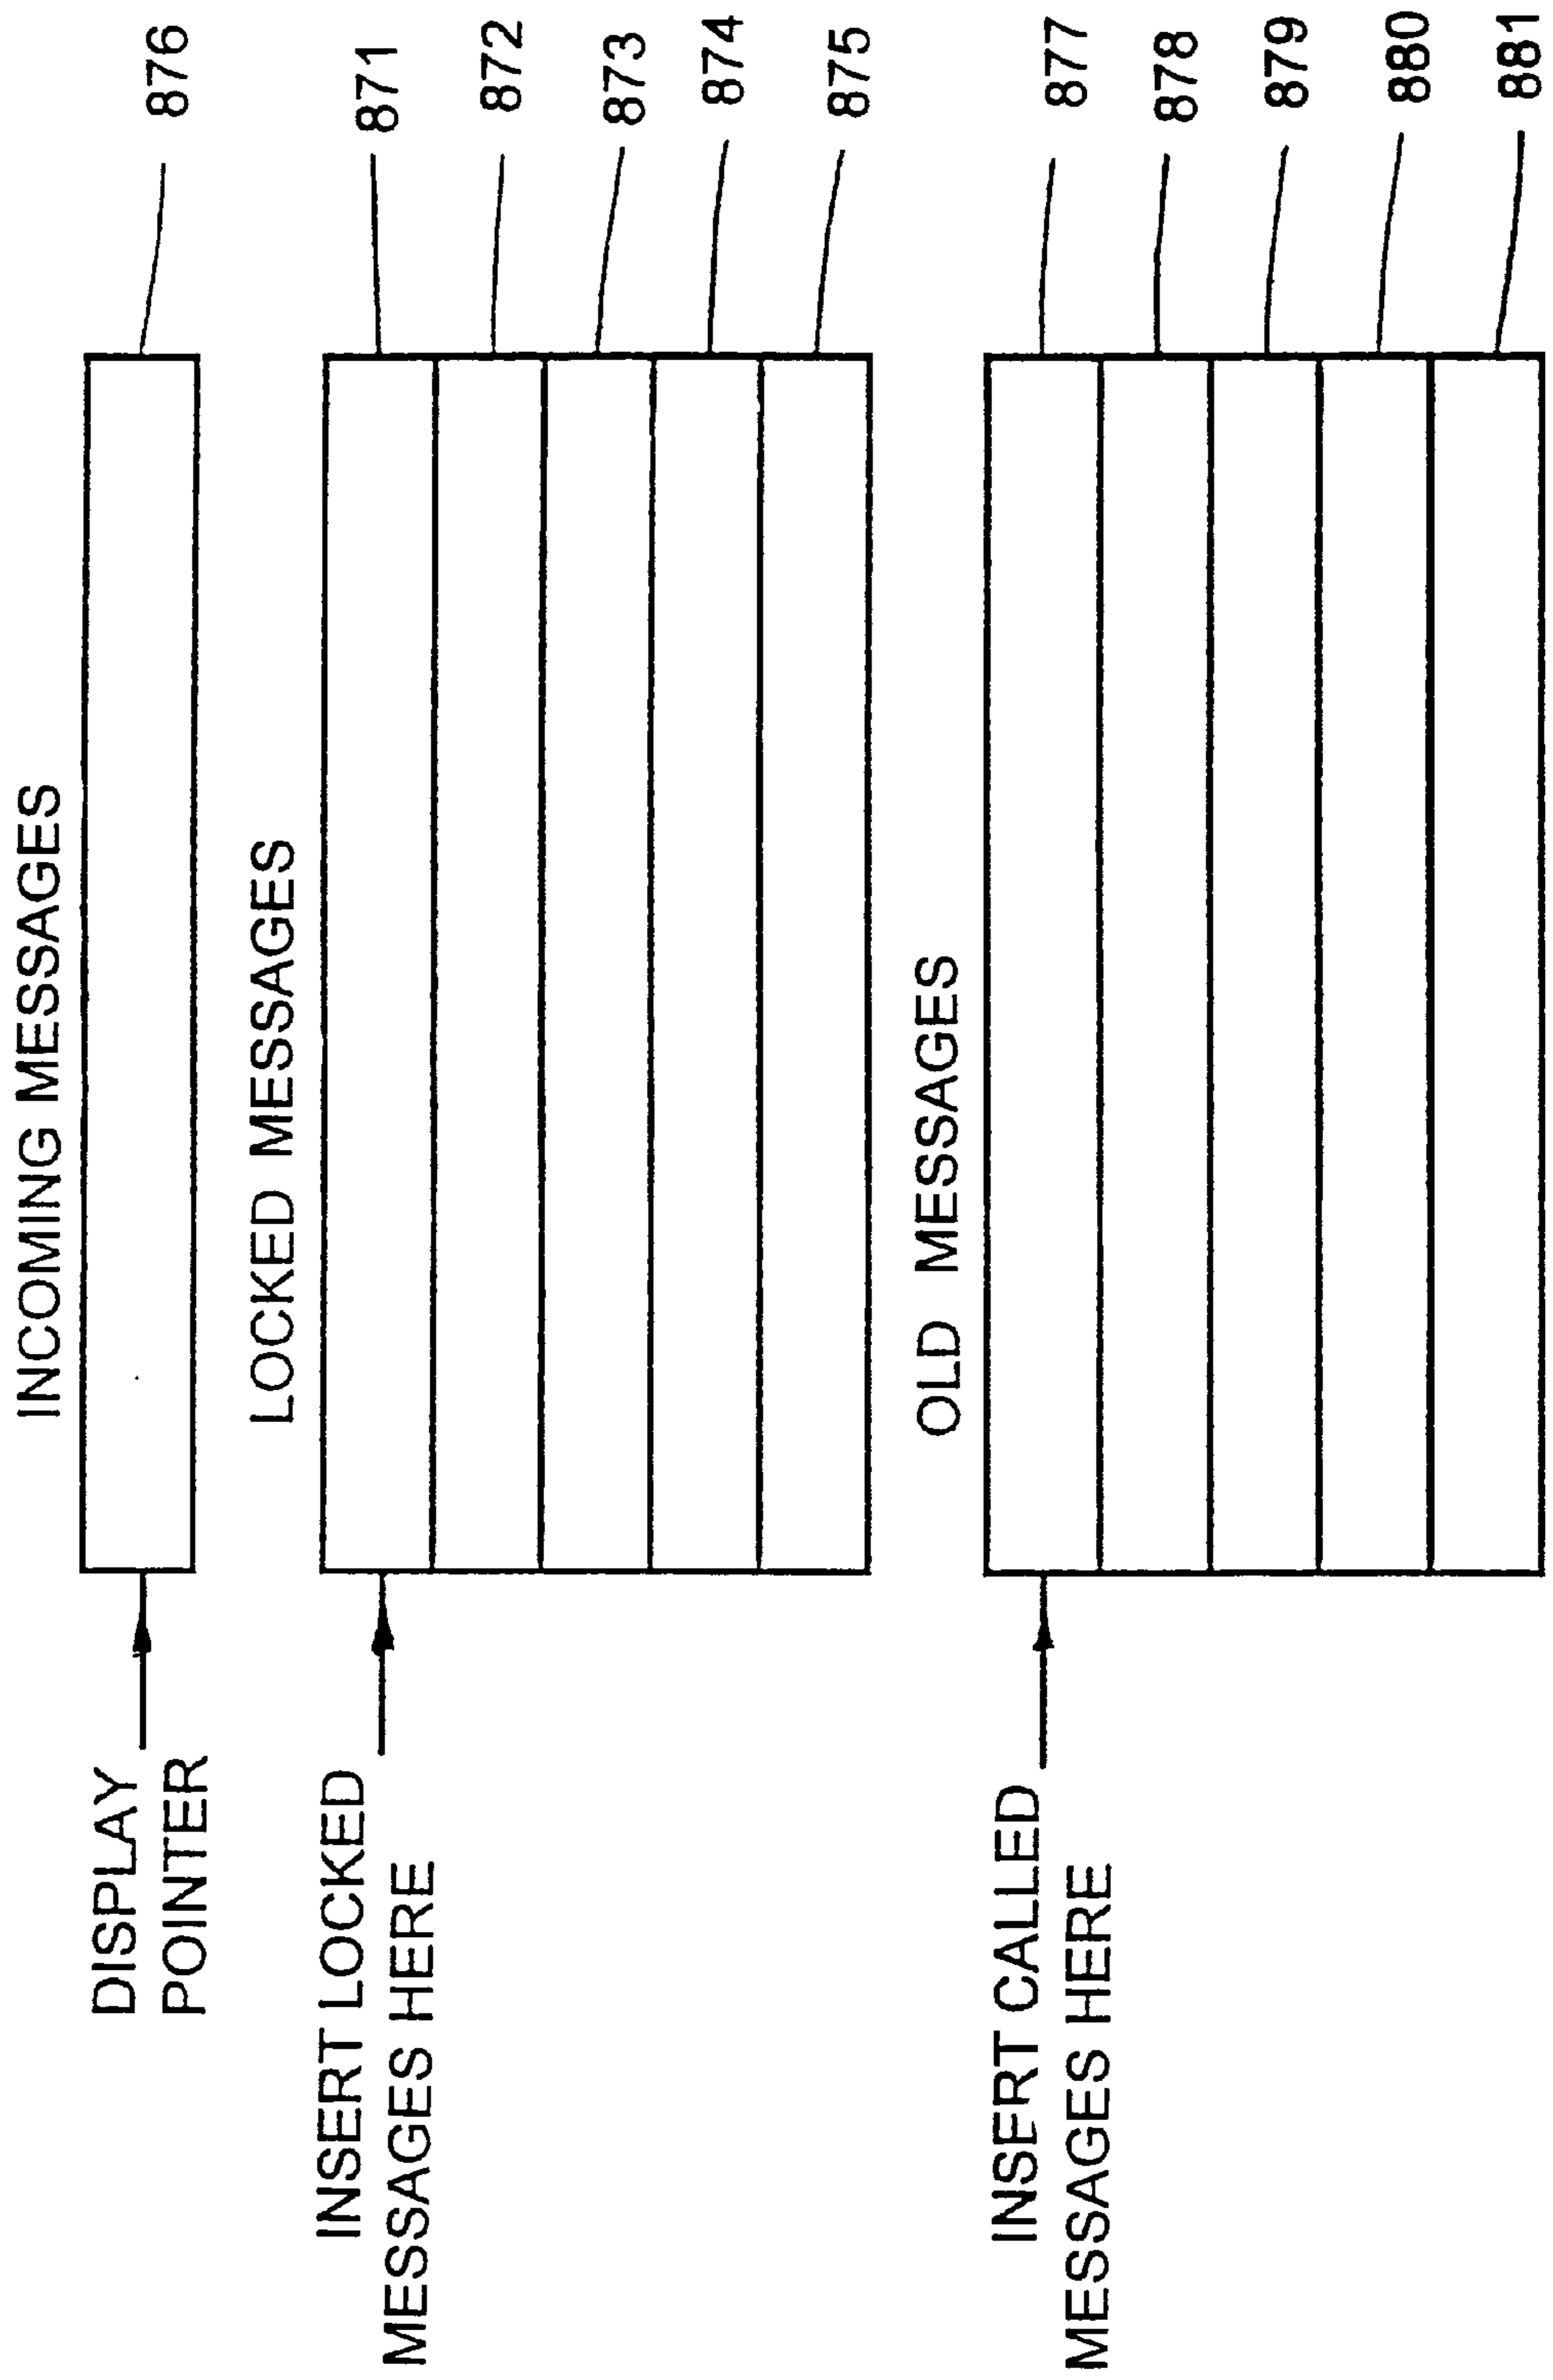 INCOMING MESSAGES
DISPLAY
POINTER
876
LOCKED MESSAGES
INSERT LOCKED
MESSAGES HERE
871
872
873
874
875
OLD MESSAGES
INSERT CALLED
MESSAGES HERE
877
878
879
880
881